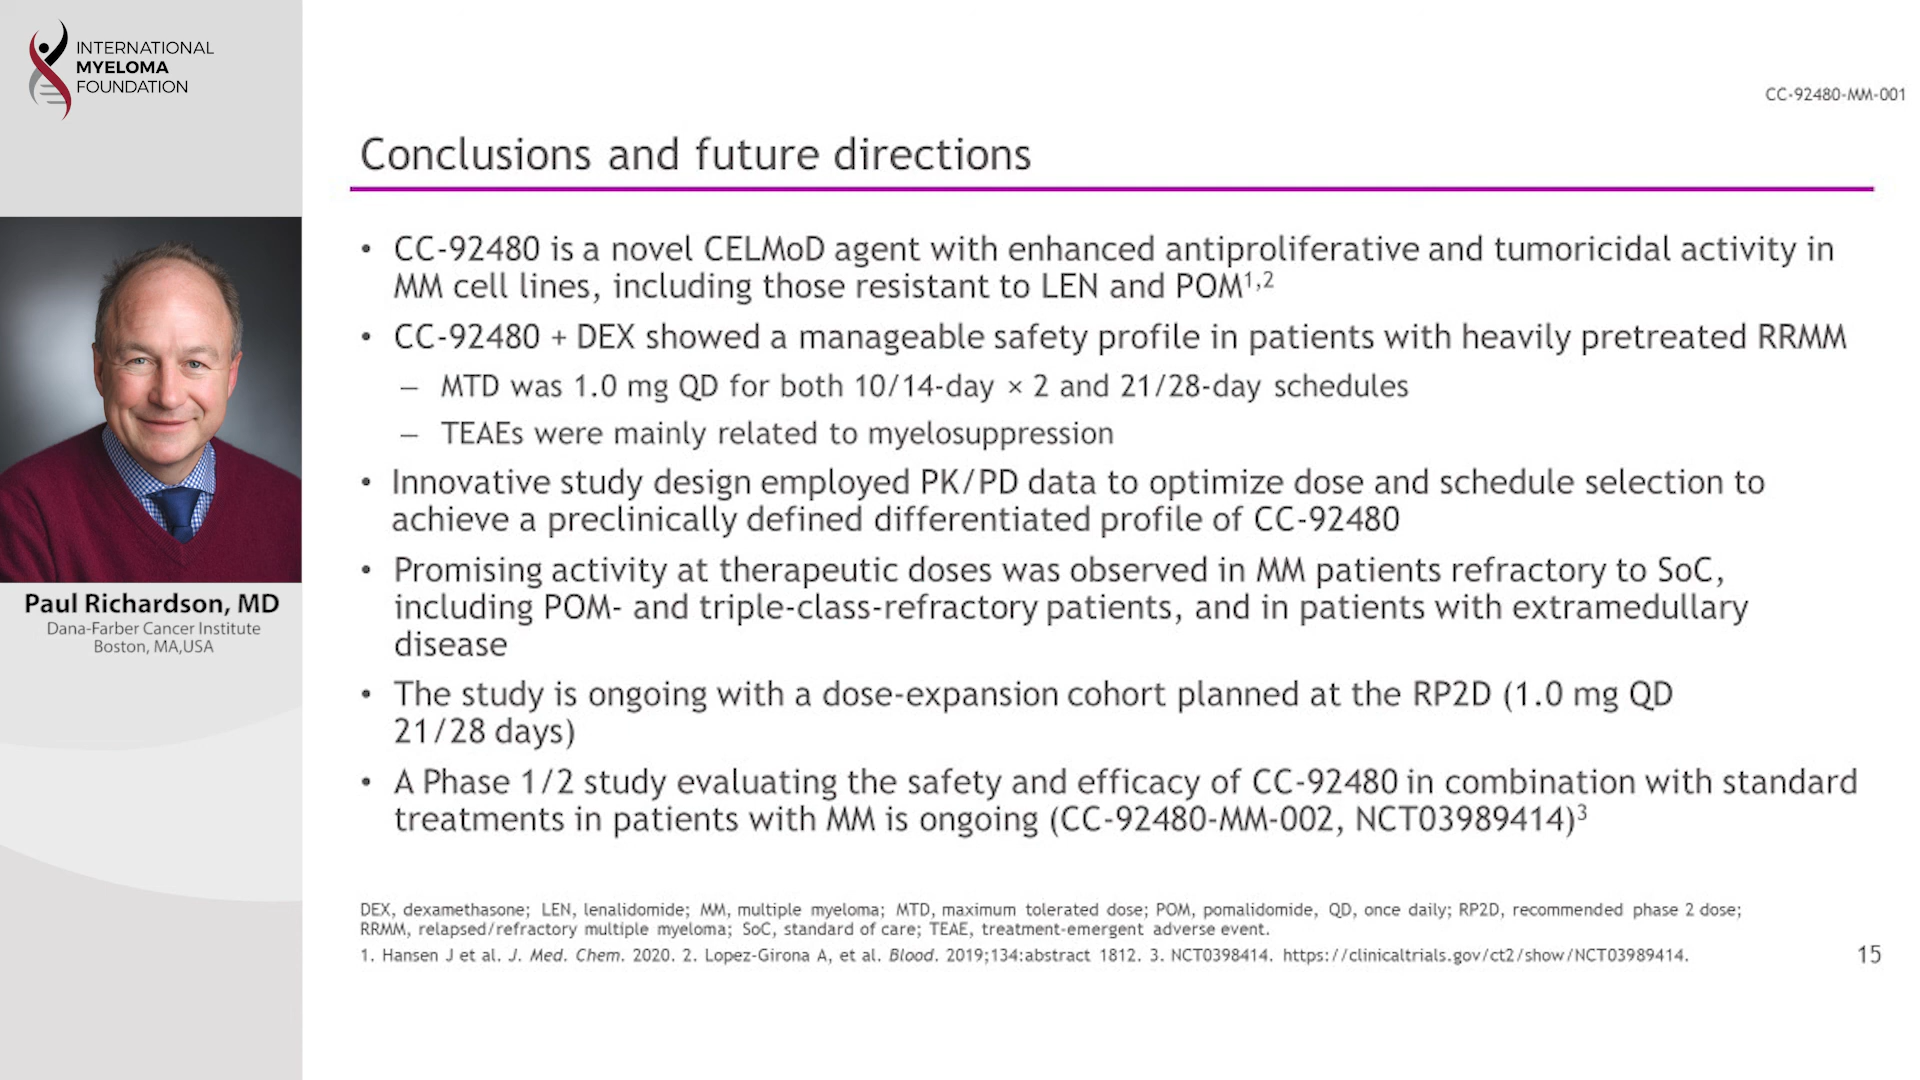 INTERNATIONAL
MYELOMA
FOUNDATION
CC-92480-MM-001
Conclusions and future directions
• CC-92480 is a novel CELMoD agent with enhanced antiproliferative and tumoricidal activity in
MM cell lines, including those resistant to LEN and POM1,2
• CC-92480 + DEX showed a manageable safety profile in patients with heavily pretreated RRMM
– MTD was 1.0 mg QD for both 10/14-day × 2 and 21/28-day schedules
– TEAEs were mainly related to myelosuppression
• Innovative study design employed PK/PD data to optimize dose and schedule selection to
achieve a preclinically defined differentiated profile of CC-92480
• Promising activity at therapeutic doses was observed in MM patients refractory to SoC,
including POM- and triple-class-refractory patients, and in patients with extramedullary
disease
• The study is ongoing with a dose-expansion cohort planned at the RP2D (1.0 mg QD
21/28 days)
• A Phase 1/2 study evaluating the safety and efficacy of CC-92480 in combination with standard
treatments in patients with MM is ongoing (CC-92480-MM-002, NCT03989414)3
DEX, dexamethasone; LEN, lenalidomide; MM, multiple myeloma; MTD, maximum tolerated dose; POM, pomalidomide, QD, once daily; RP2D, recommended phase 2 dose;
RRMM, relapsed/refractory multiple myeloma; SoC, standard of care; TEAE, treatment-emergent adverse event.
1. Hansen J et al. J. Med. Chem. 2020. 2. Lopez-Girona A, et al. Blood. 2019;134:abstract 1812. 3. NCT0398414. https://clinicaltrials.gov/ct2/show/NCT03989414.
15
Paul Richardson, MD
Dana-Farber Cancer Institute
Boston, MA,USA